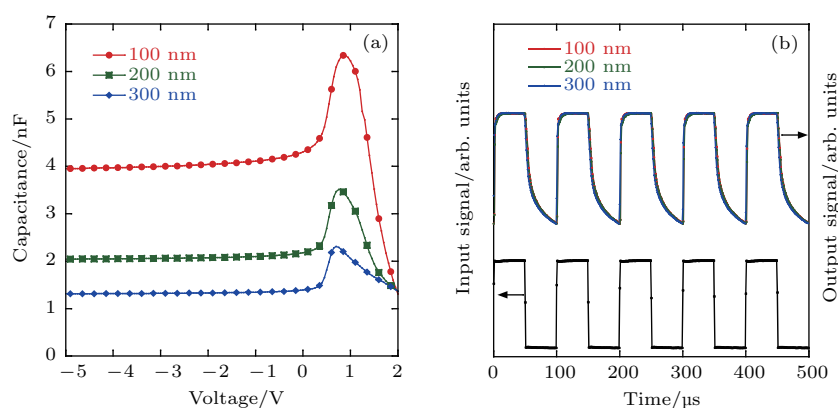 7
6
5
4
3
2
1
0
Capacitance/nF
(a)
100 nm
200 nm
300 nm
−5 −4 −3 −2 −1 0 1 2
Voltage/V
Input signal/arb. units
(b)
100 nm
200 nm
300 nm
Output signal/arb. units
0 100 200 300 400 500
Time/μs